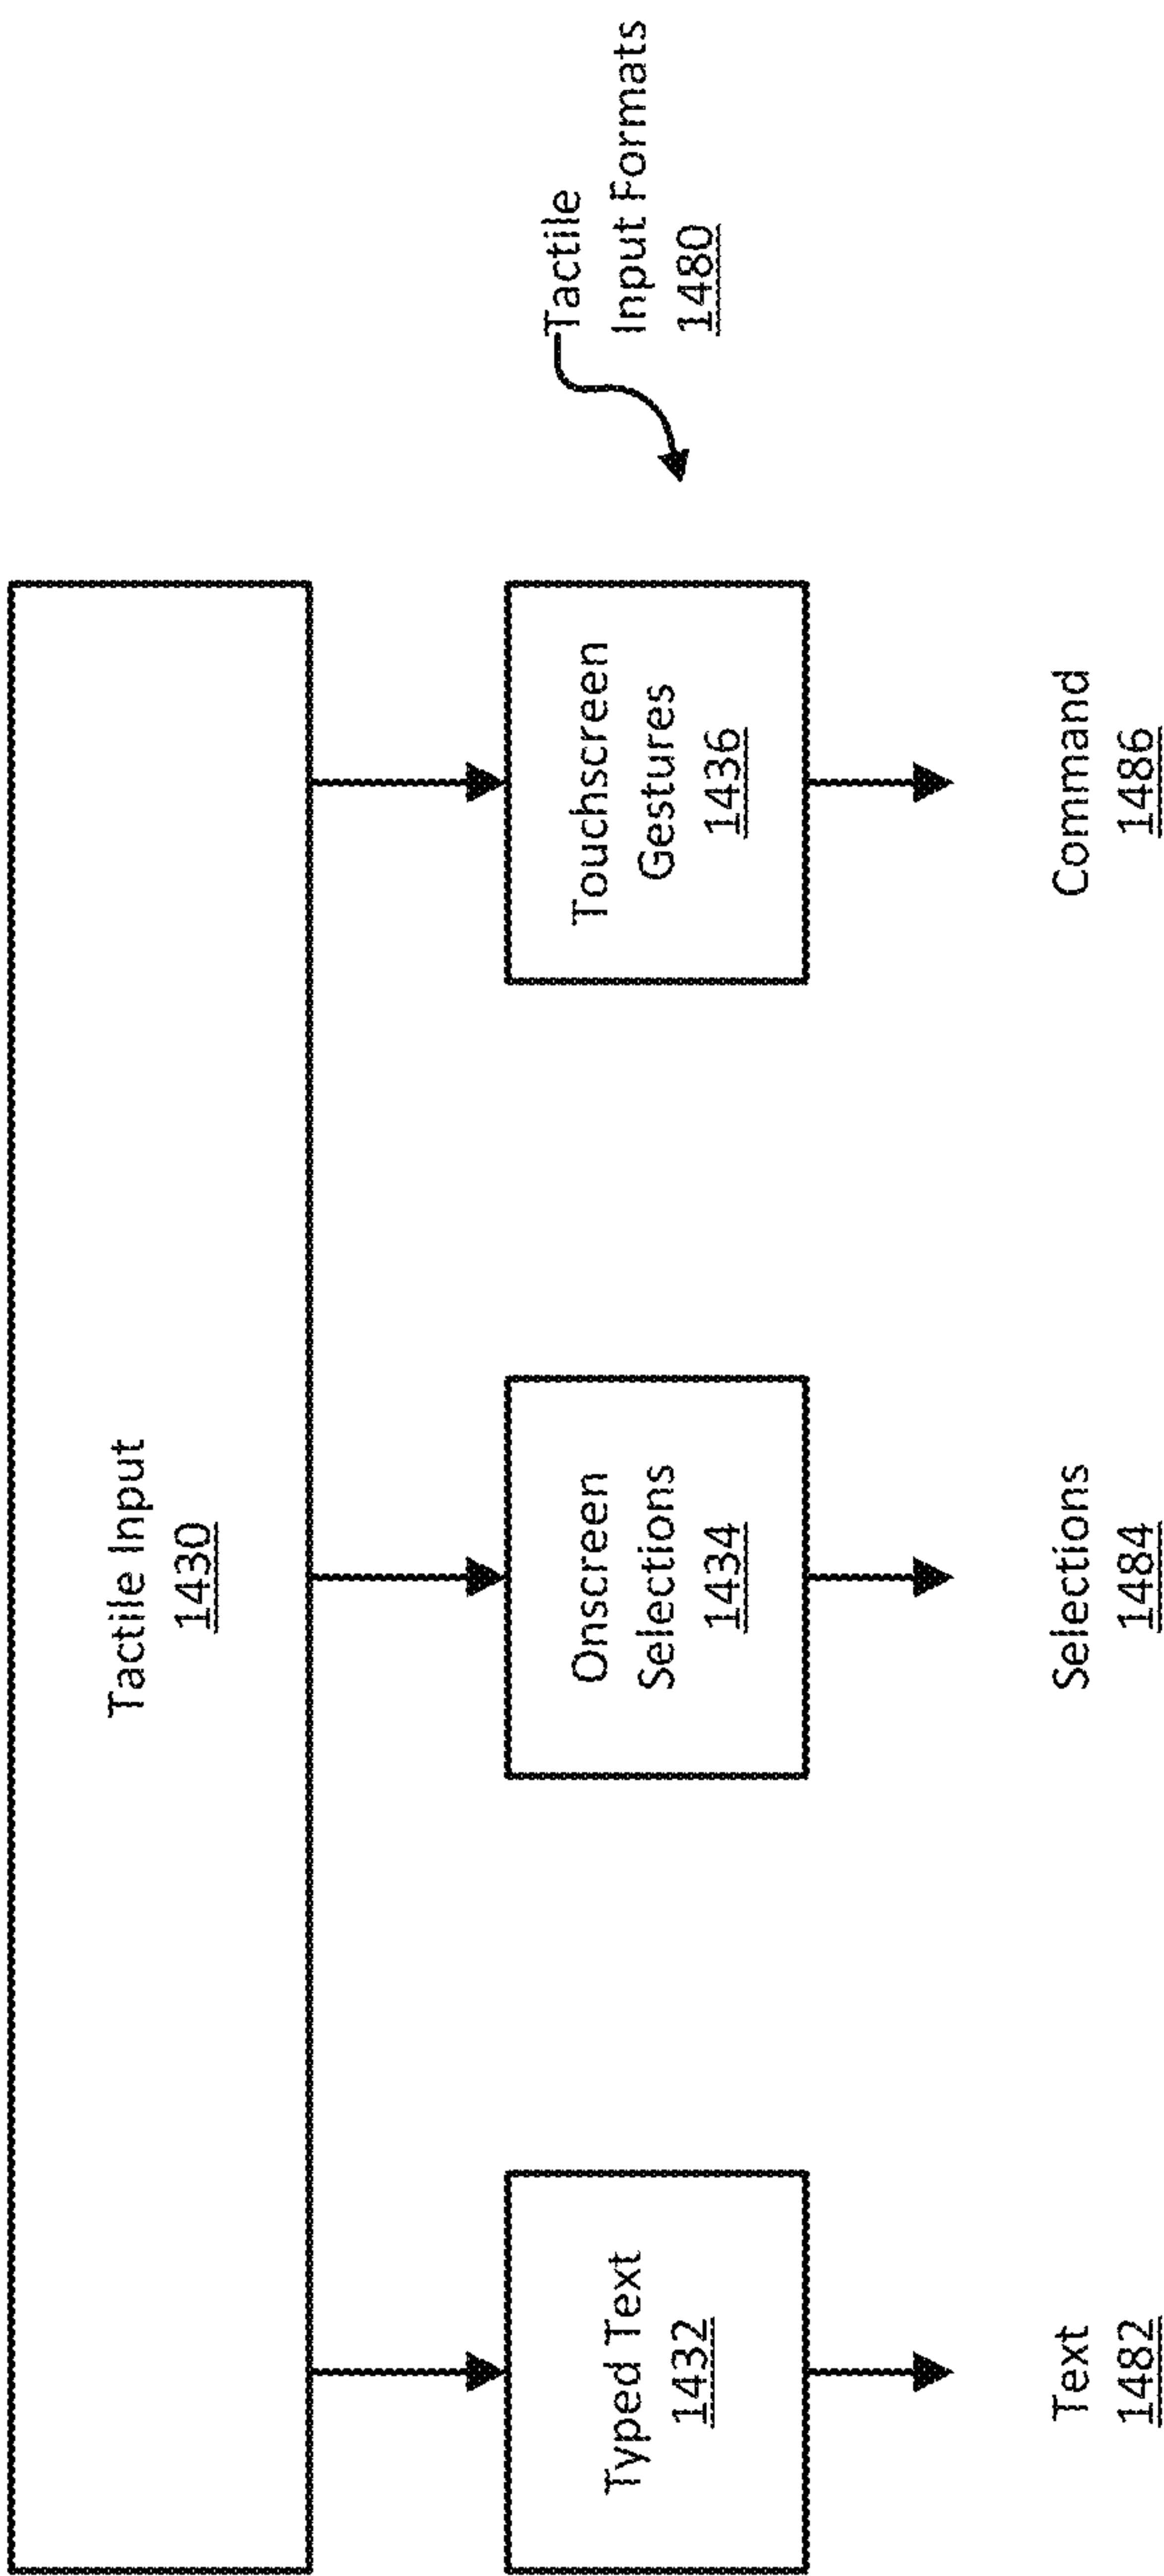 Tactile Input
1430
Typed Text
1432
Onscreen
Selections
1434
Touchscreen
Gestures
1436
Tactile
Input Formats
1480
Text
1482
Selections
1484
Command
1486